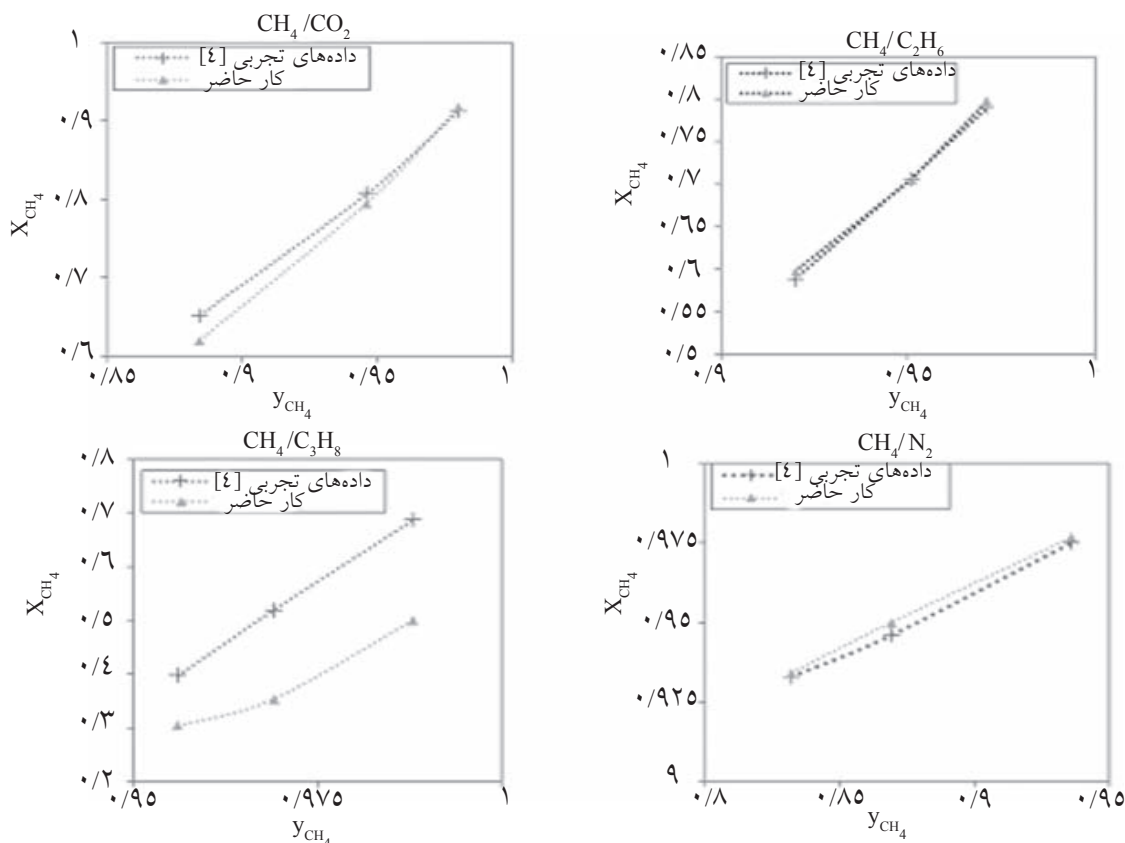 CH4/CO2
داده‌های تجربی [٤]
کار حاضر
١
٠/٩
٠/٨
٠/٧
٠/٦
XCH4
٠/٨٥
٠/٩
٠/٩٥
١
yCH4
CH4/C2H6
داده‌های تجربی [٤]
کار حاضر
٠/٨٥
٠/٨
٠/٧٥
٠/٧
٠/٦٥
٠/٦
٠/٥٥
٠/٥
XCH4
٠/٩
٠/٩٥
١
yCH4
CH4/C3H8
داده‌های تجربی [٤]
کار حاضر
٠/٨
٠/٧
٠/٦
٠/٥
٠/٤
٠/٣
٠/٢
XCH4
٠/٩٥
٠/٩٧٥
١
yCH4
CH4/N2
داده‌های تجربی [٤]
کار حاضر
١
٠/٩٧٥
٠/٩٥
٠/٩٢٥
٩
XCH4
٠/٨
٠/٨٥
٠/٩
٠/٩٥
yCH4